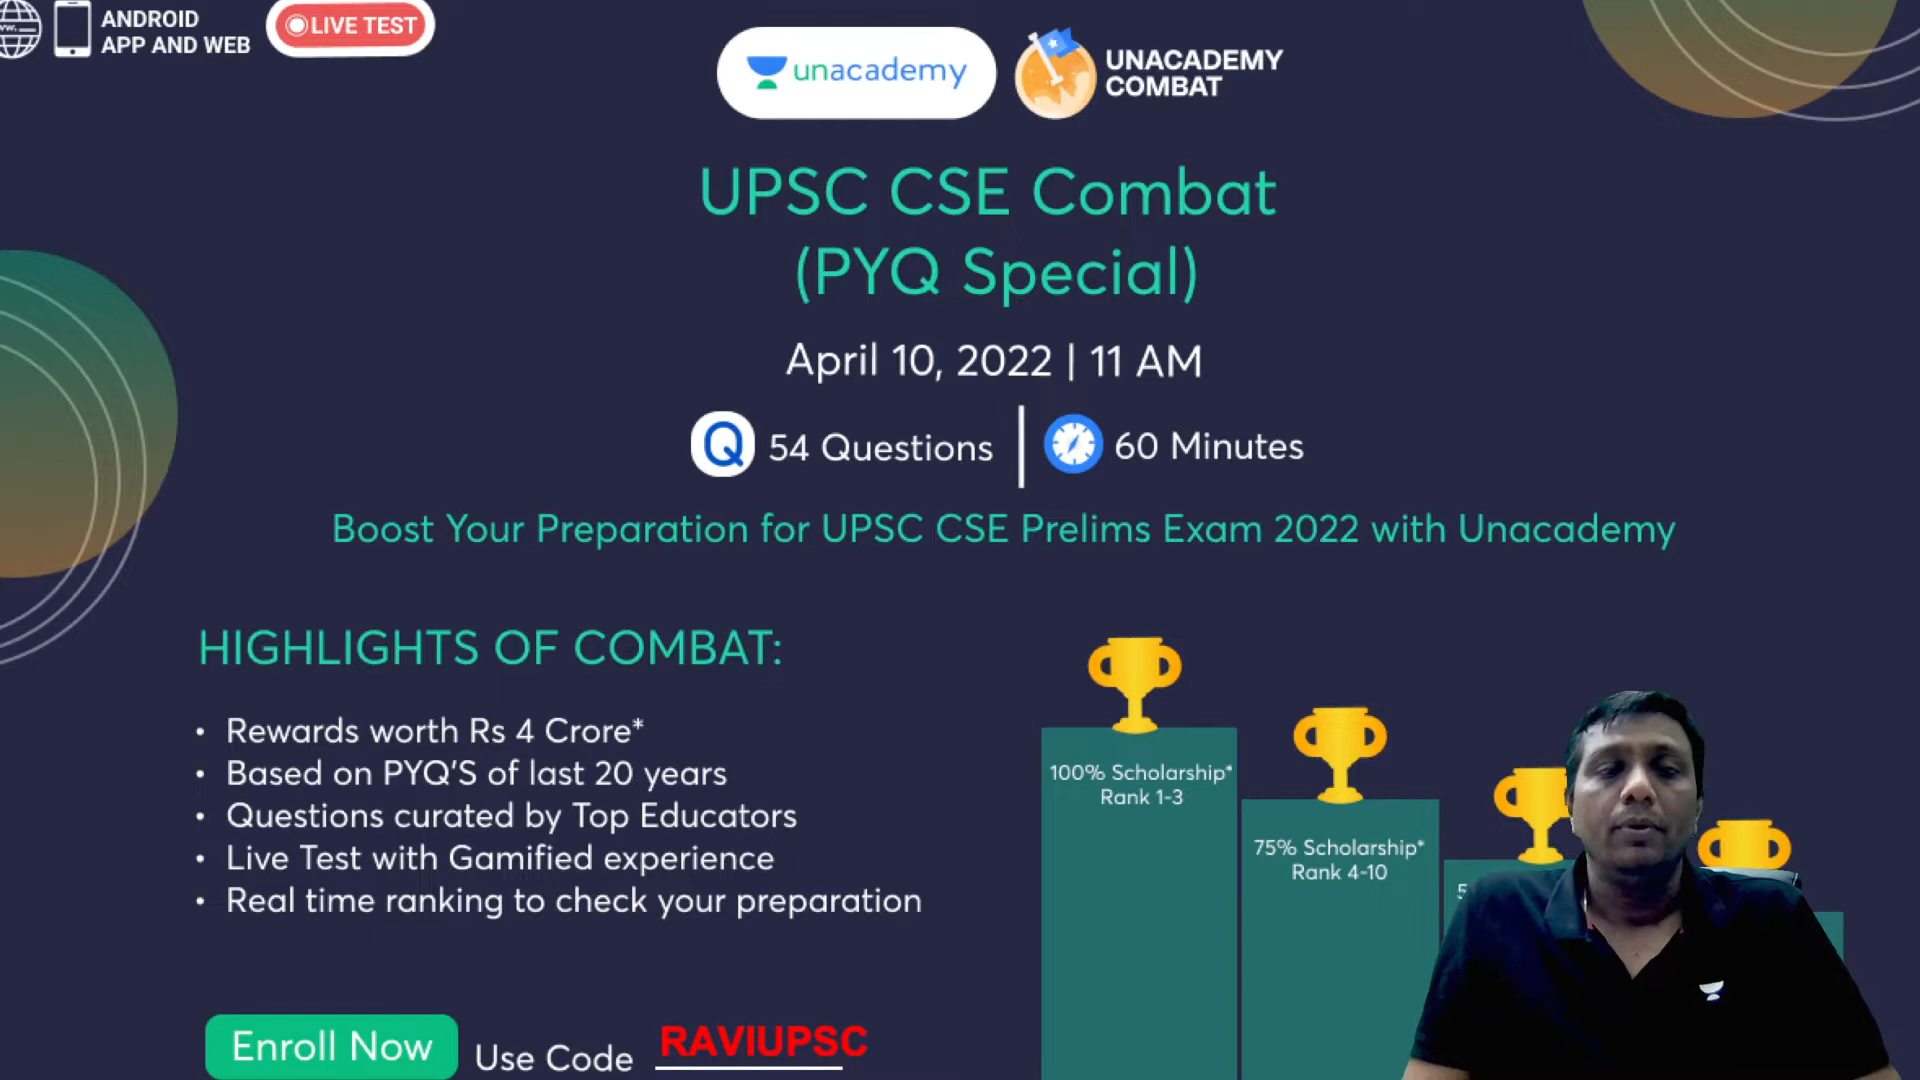 ANDROID
APP AND WEB
LIVE TEST
unacademy
UNACADEMY
COMBAT
UPSC CSE Combat
(PYQ Special)
April 10, 2022 | 11 AM
Q 54 Questions
60 Minutes
Boost Your Preparation for UPSC CSE Prelims Exam 2022 with Unacademy
HIGHLIGHTS OF COMBAT:
• Rewards worth Rs 4 Crore*
• Based on PYQ'S of last 20 years
• Questions curated by Top Educators
• Live Test with Gamified experience
• Real time ranking to check your preparation
100% Scholarship*
Rank 1-3
75% Scholarship*
Rank 4-10
Enroll Now
Use Code RAVIUPSC